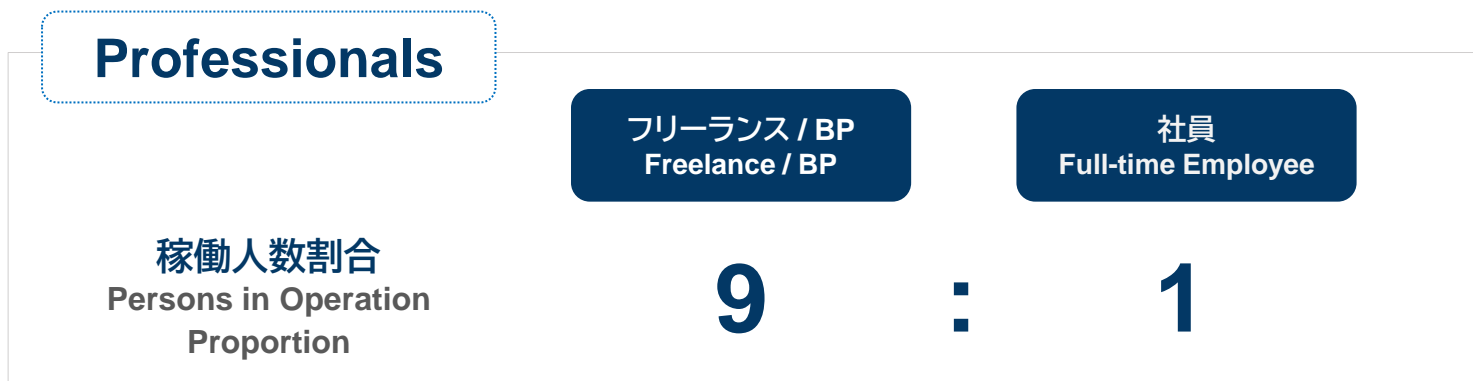 Professionals
フリーランス / BP
Freelance / BP
社員
Full-time Employee
稼働人数割合
Persons in Operation
Proportion
9 : 1